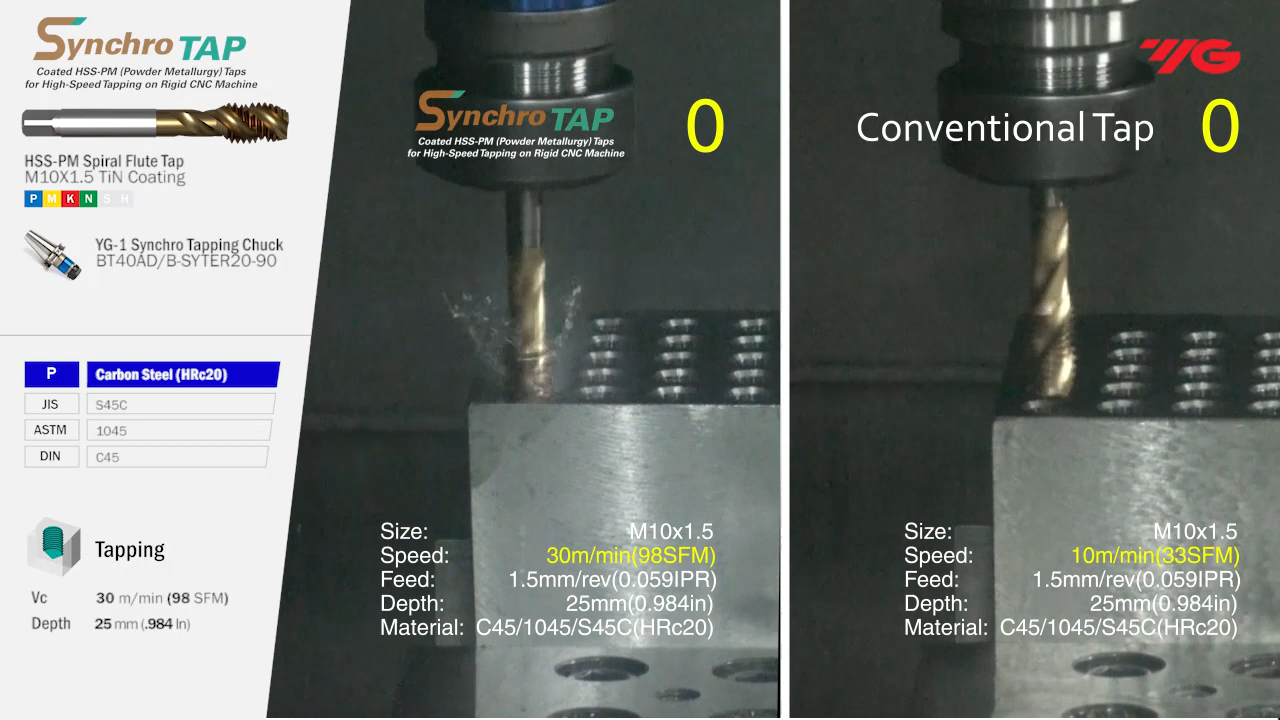 Synchro TAP
Coated HSS-PM (Powder Metallurgy) Taps
for High-Speed Tapping on Rigid CNC Machine
HSS-PM Spiral Flute Tap
M10X1.5 TiN Coating
P M K N S H
YG-1 Synchro Tapping Chuck
BT40AD/B-SYTER20-90
P Carbon Steel (HRc20)
JIS S45C
ASTM 1045
DIN C45
Tapping
Vc 30 m/min (98 SFM)
Depth 25 mm (.984 In)
Synchro TAP
Coated HSS-PM (Powder Metallurgy) Taps
for High-Speed Tapping on Rigid CNC Machine
0
Size: M10x1.5
Speed: 30m/min(98SFM)
Feed: 1.5mm/rev(0.059IPR)
Depth: 25mm(0.984in)
Material: C45/1045/S45C(HRc20)
YG
Conventional Tap
0
Size: M10x1.5
Speed: 10m/min(33SFM)
Feed: 1.5mm/rev(0.059IPR)
Depth: 25mm(0.984in)
Material: C45/1045/S45C(HRc20)